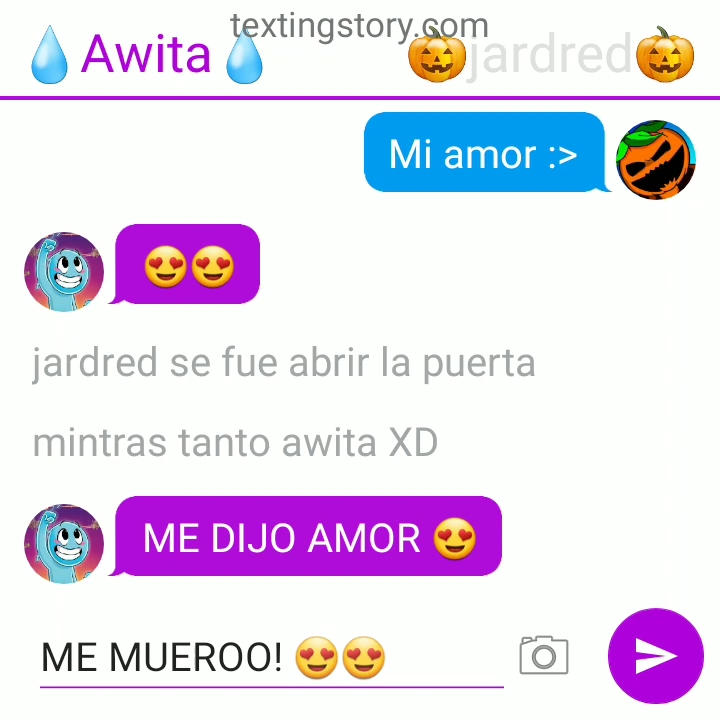 textingstory.com
💧Awita💧 🎃jardred🎃
Mi amor :>
😍😍
jardred se fue abrir la puerta
mintras tanto awita XD
ME DIJO AMOR 😍
ME MUEROO! 😍😍